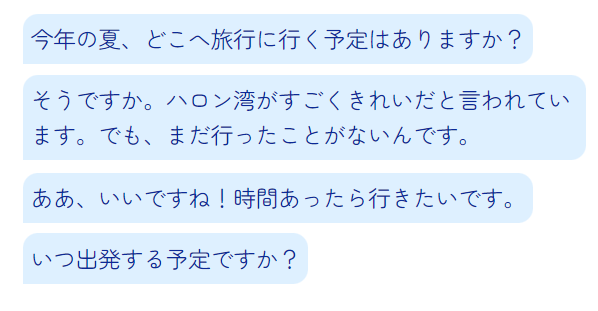 今年の夏、どこへ旅行に行く予定はありますか？
そうですか。ハロン湾がすごくきれいだと言われてい
ます。でも、まだ行ったことがないんです。
ああ、いいですね！時間あったら行きたいです。
いつ出発する予定ですか？